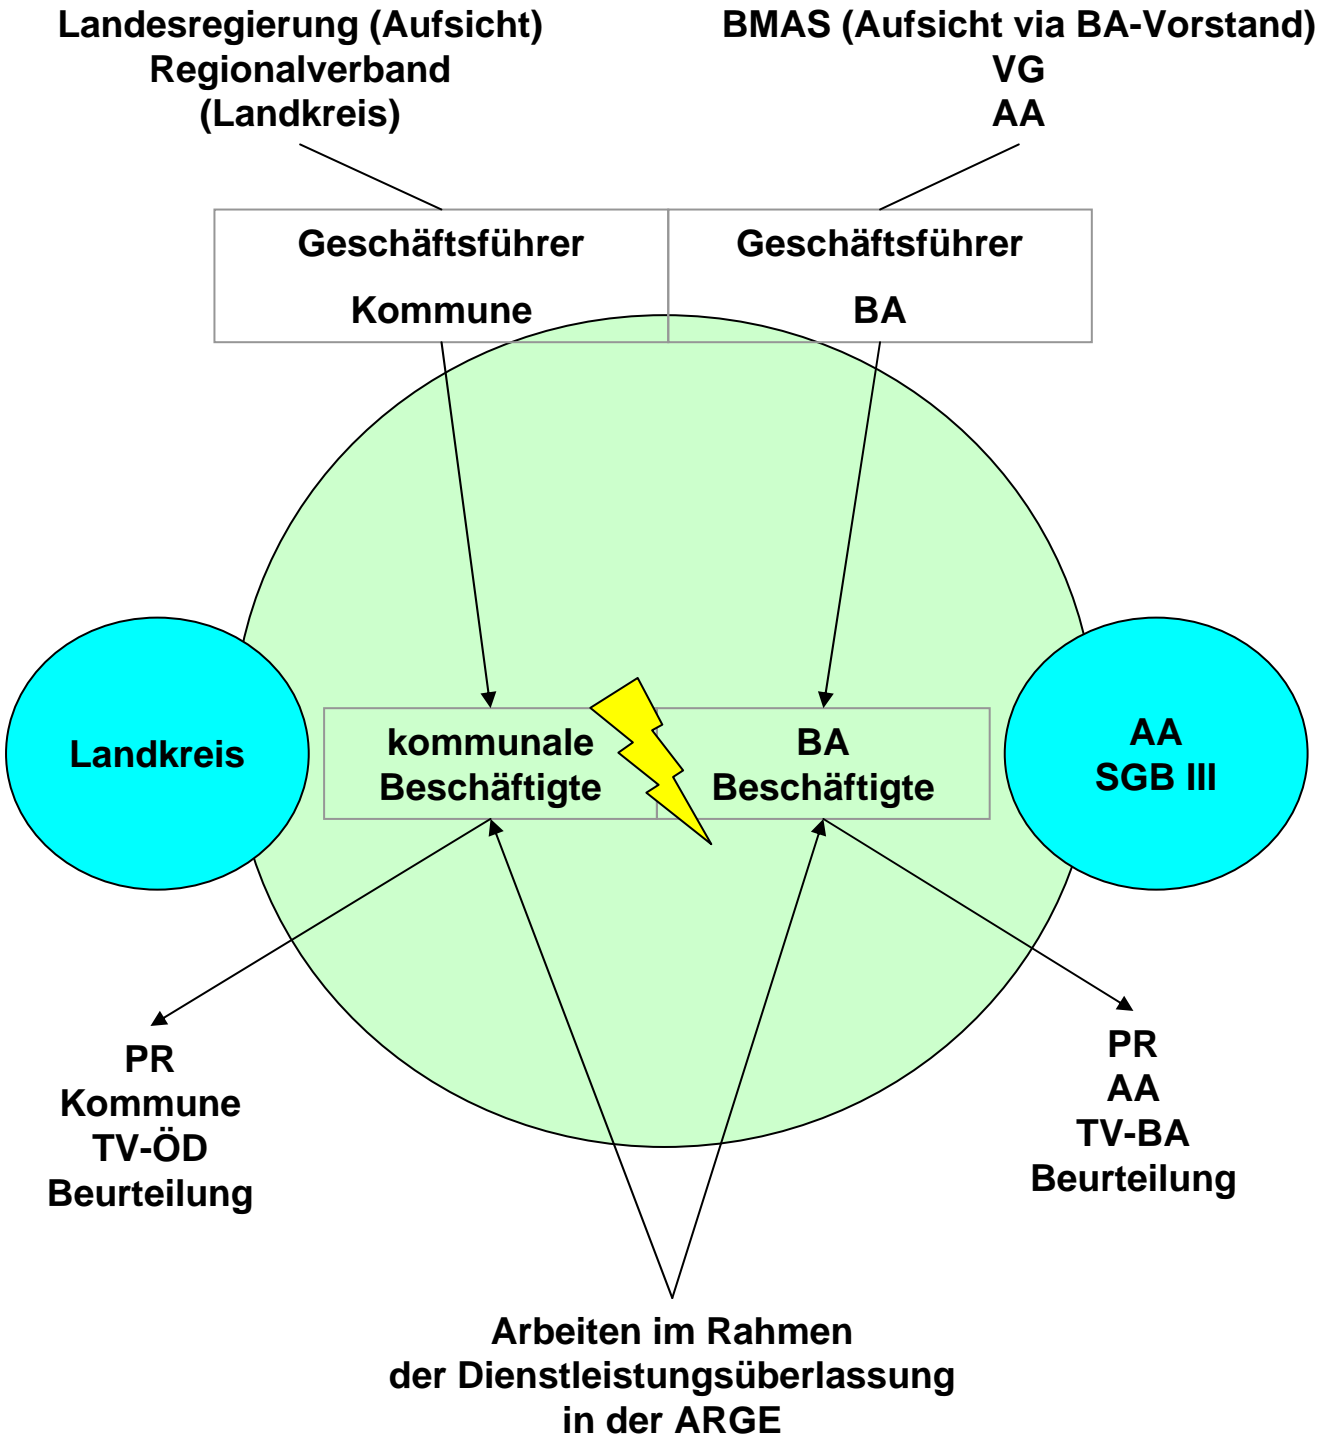 Landesregierung (Aufsicht)
Regionalverband
(Landkreis)
BMAS (Aufsicht via BA-Vorstand)
VG
AA
Geschäftsführer
Kommune
Geschäftsführer
BA
Landkreis
kommunale
Beschäftigte
BA
Beschäftigte
AA
SGB III
PR
Kommune
TV-ÖD
Beurteilung
PR
AA
TV-BA
Beurteilung
Arbeiten im Rahmen
der Dienstleistungsüberlassung
in der ARGE